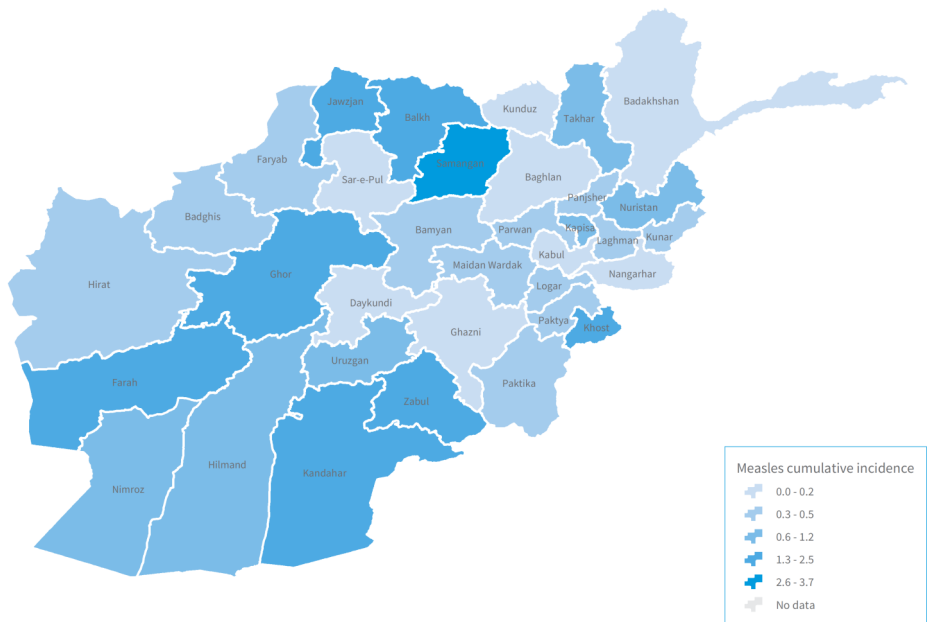 Jawzjan
Balkh
Kunduz
Takhar
Badakhshan
Faryab
Sar-e-Pul
Samangan
Baghlan
Panjsher
Nuristan
Badghis
Bamyan
Parwan
Kapisa
Laghman
Kunar
Kabul
Hirat
Ghor
Maidan Wardak
Nangarhar
Logar
Daykundi
Ghazni
Paktya
Khost
Uruzgan
Farah
Zabul
Paktika
Hilmand
Kandahar
Nimroz
Measles cumulative incidence
0.0 - 0.2
0.3 - 0.5
0.6 - 1.2
1.3 - 2.5
2.6 - 3.7
No data